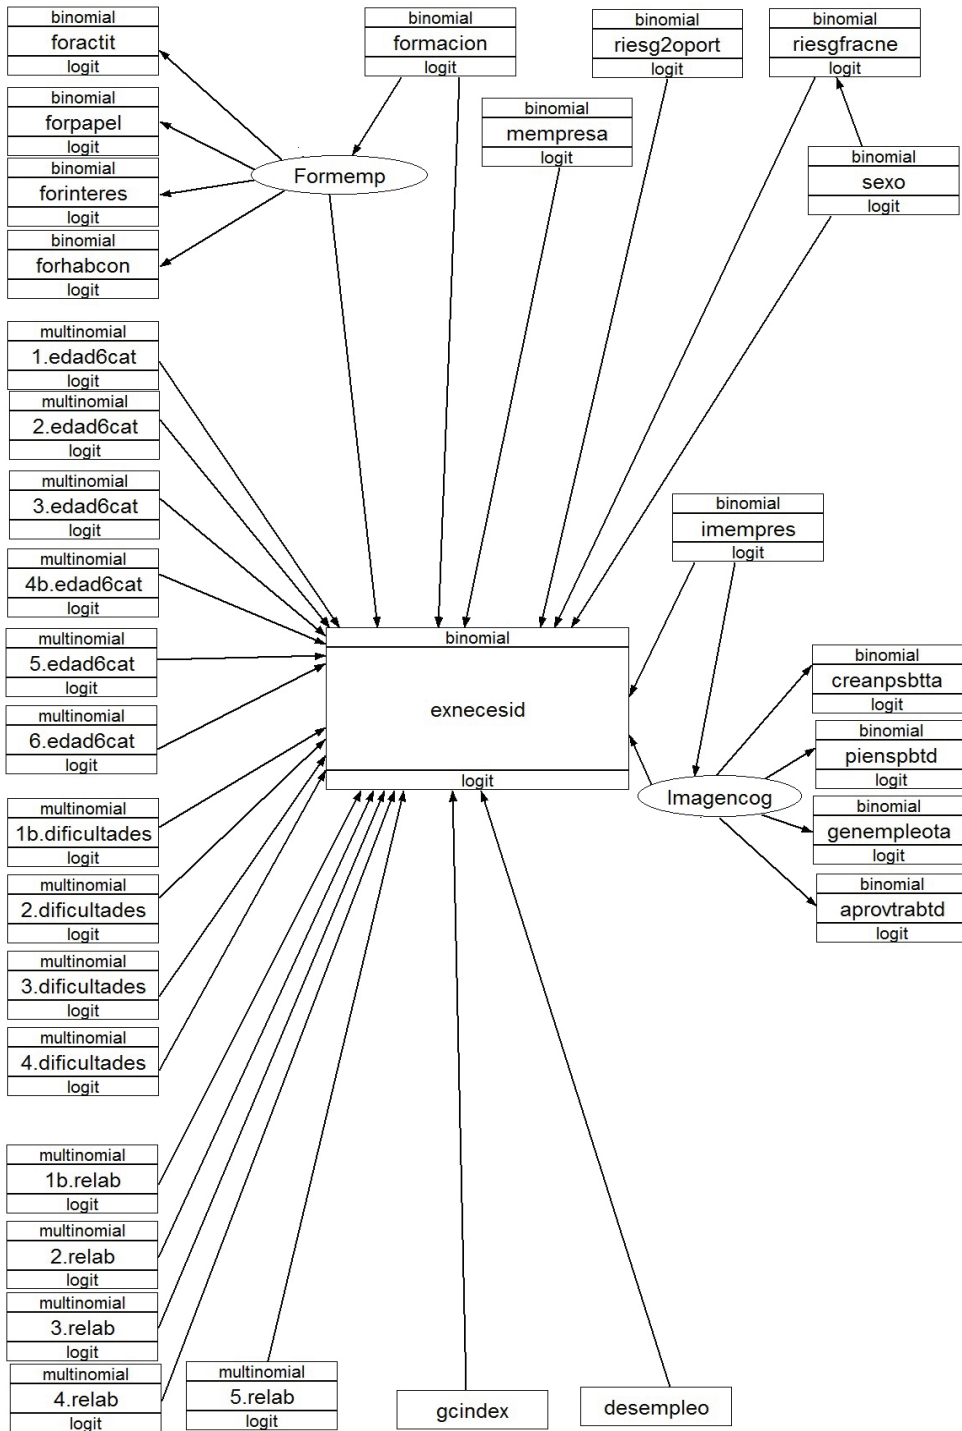 binomial
foractit
logit
binomial
formacion
logit
binomial
riesg2oport
logit
binomial
riesgfracne
logit
binomial
forpapel
logit
binomial
mempresa
logit
binomial
forinteres
logit
Formemp
binomial
sexo
logit
binomial
forhabcon
logit
multinomial
1.edad6cat
logit
multinomial
2.edad6cat
logit
multinomial
3.edad6cat
logit
multinomial
4b.edad6cat
logit
multinomial
5.edad6cat
logit
multinomial
6.edad6cat
logit
binomial
imempres
logit
binomial
exnecesid
logit
binomial
creanpsbtta
logit
binomial
pienspbtd
logit
Imagencog
binomial
genempleota
logit
binomial
aprovtrabtd
logit
multinomial
1b.dificultades
logit
multinomial
2.dificultades
logit
multinomial
3.dificultades
logit
multinomial
4.dificultades
logit
multinomial
1b.relab
logit
multinomial
2.relab
logit
multinomial
3.relab
logit
multinomial
4.relab
logit
multinomial
5.relab
logit
gcindex
desempleo